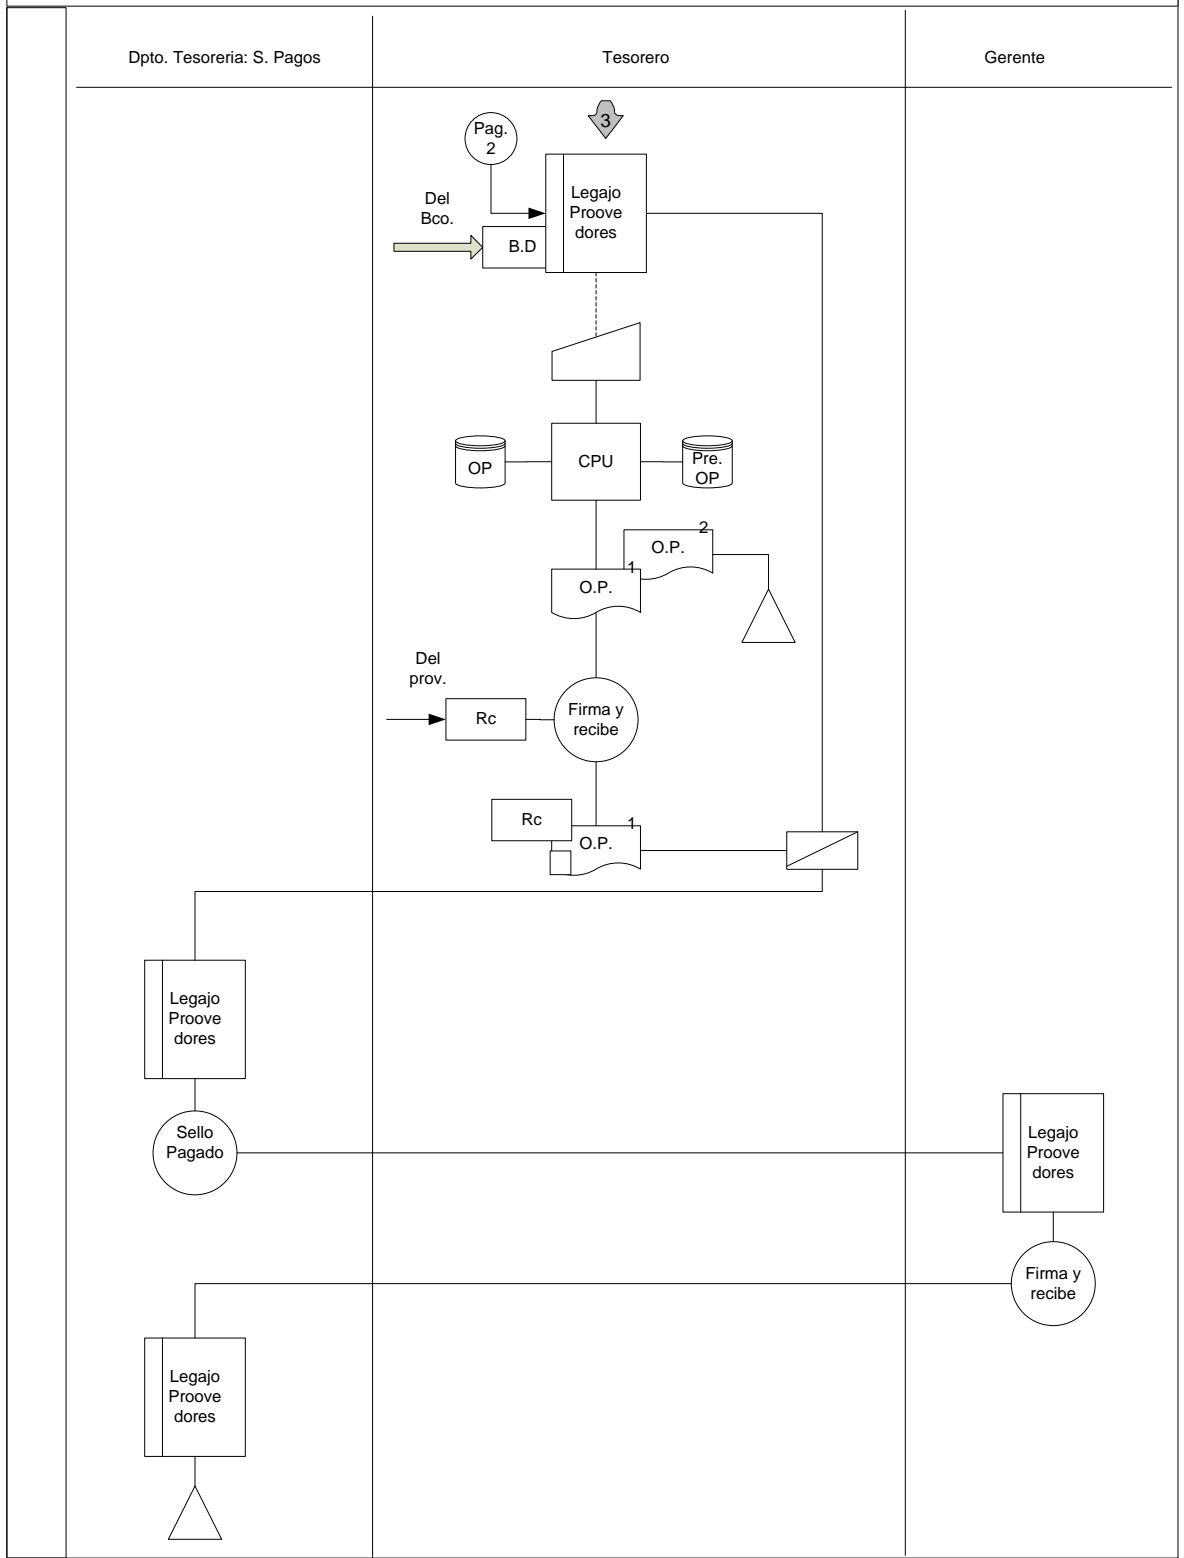 Dpto. Tesoreria: S. Pagos
Tesorero
Gerente
3
Pag.
2
Legajo
Proove
dores
Del
Bco.
B.D
OP
CPU
Pre.
OP
2
O.P.
1
O.P.
Del
prov.
Rc
Firma y
recibe
Rc
1
O.P.
Legajo
Proove
dores
Sello
Pagado
Legajo
Proove
dores
Firma y
recibe
Legajo
Proove
dores